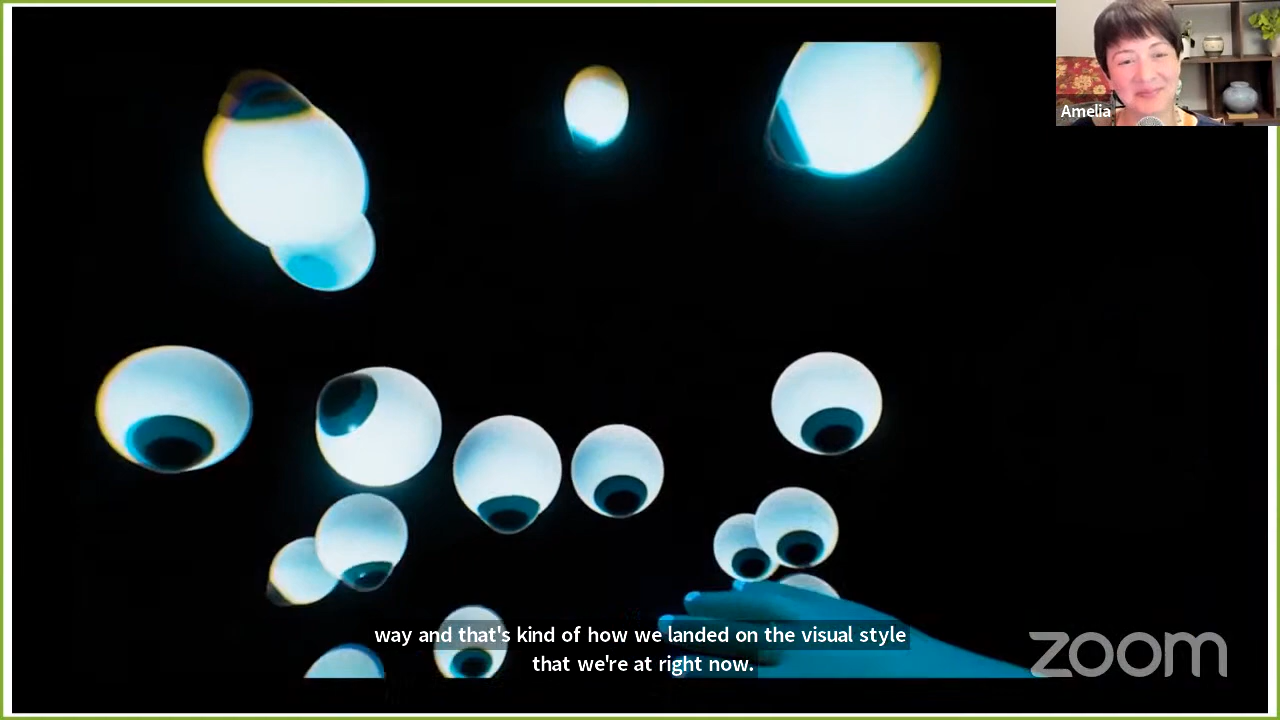 Amelia
way and that's kind of how we landed on the visual style
that we're at right now.
zoom